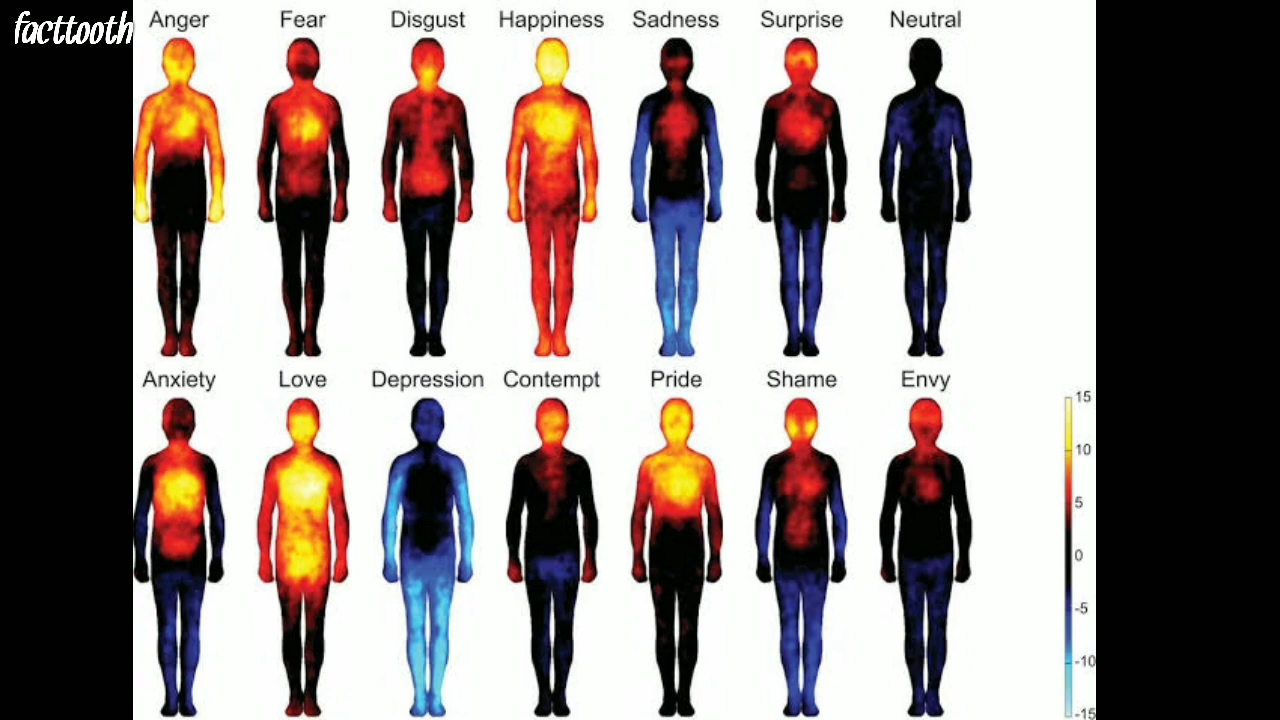 facttooth
Anger Fear Disgust Happiness Sadness Surprise Neutral
Anxiety Love Depression Contempt Pride Shame Envy
15
10
5
0
-5
-10
-15